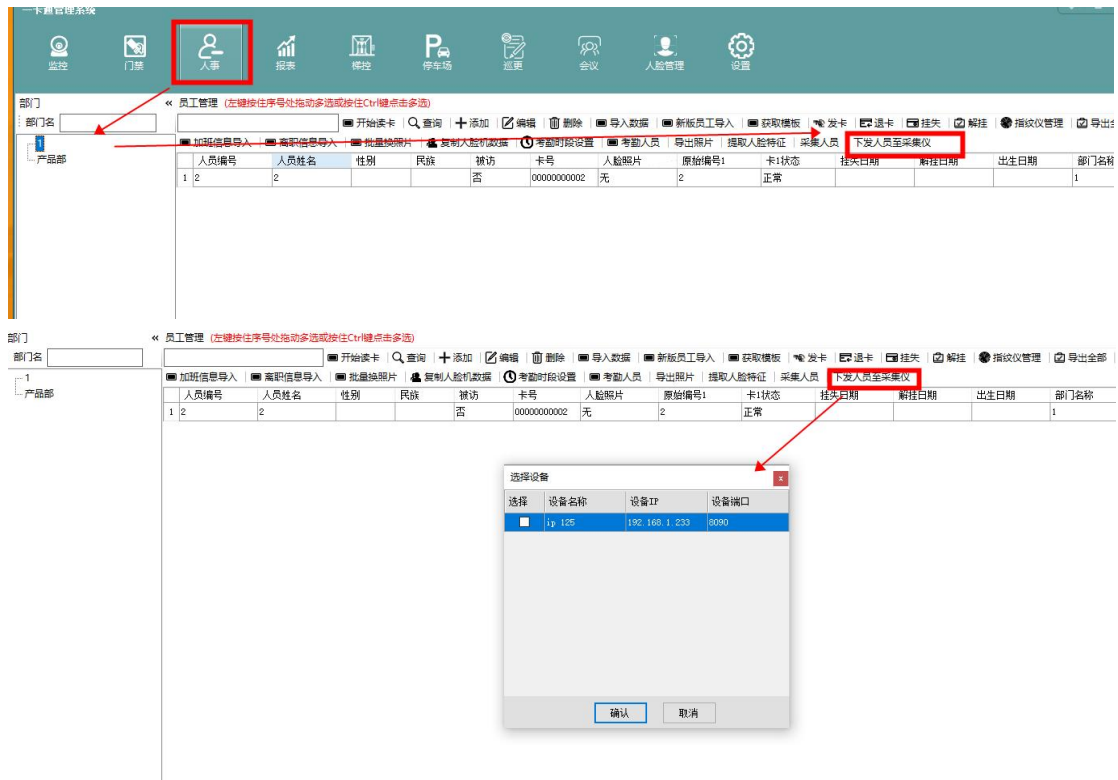 一卡通管理系统
监控 门禁 人事 报表 梯控 停车场 巡更 会议 人脸管理 设置
部门 « 员工管理 (左键按住序号处拖动多选或按住Ctrl键点击多选)
部门名 开始读卡 查询 添加 编辑 删除 导入数据 新版员工导入 获取模板 发卡 退卡 挂失 解挂 指纹仪管理 导出全
1 加班信息导入 离职信息导入 批量换照片 复制人脸机数据 考勤时段设置 考勤人员 导出照片 提取人脸特征 采集人员 下发人员至采集仪
产品部 人员编号 人员姓名 性别 民族 被访 卡号 人脸照片 原始编号1 卡1状态 挂失日期 解挂日期 出生日期 部门名称
1 2 2 否 00000000002 无 2 正常 1
部门 « 员工管理 (左键按住序号处拖动多选或按住Ctrl键点击多选)
部门名 开始读卡 查询 添加 编辑 删除 导入数据 新版员工导入 获取模板 发卡 退卡 挂失 解挂 指纹仪管理 导出全部
1 加班信息导入 离职信息导入 批量换照片 复制人脸机数据 考勤时段设置 考勤人员 导出照片 提取人脸特征 采集人员 下发人员至采集仪
产品部 人员编号 人员姓名 性别 民族 被访 卡号 人脸照片 原始编号1 卡1状态 挂失日期 解挂日期 出生日期 部门名称
1 2 2 否 00000000002 无 2 正常 1
选择设备 x
选择 设备名称 设备IP 设备端口
ip 125 192.168.1.233 8090
确认 取消